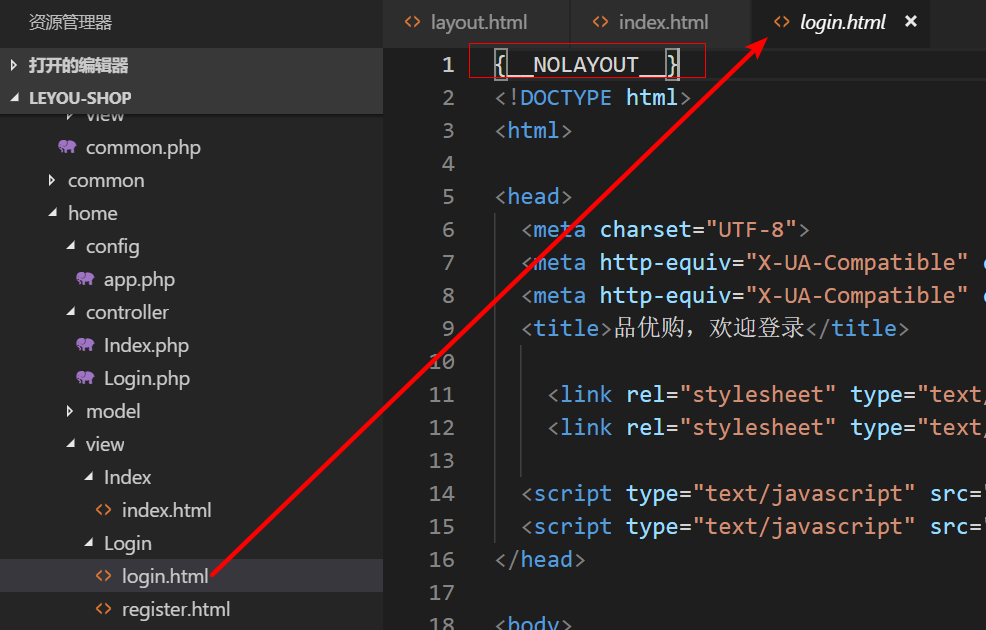 资源管理器
打开的编辑器
LEYOU-SHOP
view
common.php
common
home
config
app.php
controller
Index.php
Login.php
model
view
Index
index.html
Login
login.html
register.html
layout.html
index.html
login.html ×
1 {__NOLAYOUT__}
2 <!DOCTYPE html>
3 <html>
4
5 <head>
6 <meta charset="UTF-8">
7 <meta http-equiv="X-UA-Compatible"
8 <meta http-equiv="X-UA-Compatible"
9 <title>品优购，欢迎登录</title>
10
11 <link rel="stylesheet" type="text/
12 <link rel="stylesheet" type="text/
13
14 <script type="text/javascript" src=
15 <script type="text/javascript" src=
16 </head>
17
18 <body>